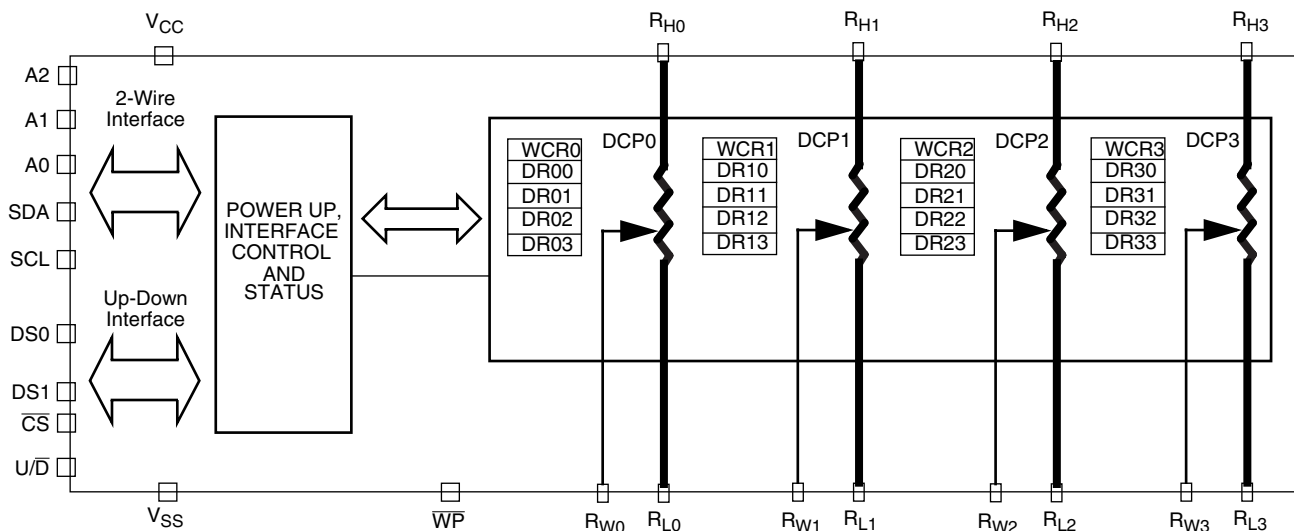 VCC
RH0
RH1
RH2
RH3
A2
A1
A0
SDA
SCL
DS0
DS1
C̅S̅
U/D̅
2-Wire
Interface
Up-Down
Interface
POWER UP,
INTERFACE
CONTROL
AND
STATUS
WCR0
DR00
DR01
DR02
DR03
DCP0
WCR1
DR10
DR11
DR12
DR13
DCP1
WCR2
DR20
DR21
DR22
DR23
DCP2
WCR3
DR30
DR31
DR32
DR33
DCP3
VSS
W̅P̅
RW0
RL0
RW1
RL1
RW2
RL2
RW3
RL3